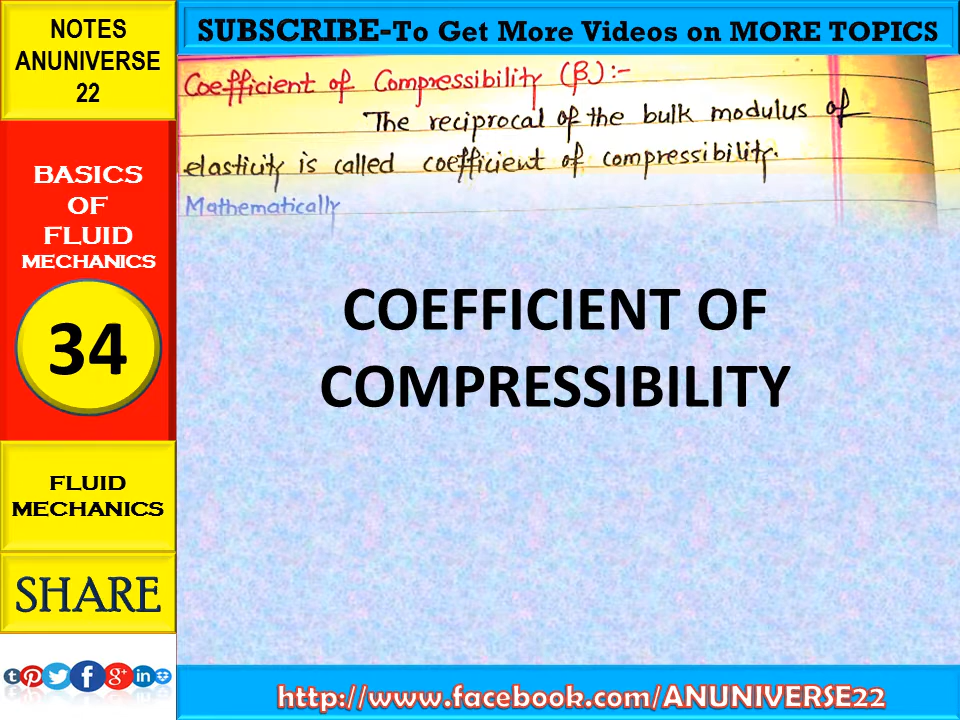 NOTES
ANUNIVERSE
22
SUBSCRIBE-To Get More Videos on MORE TOPICS
Coefficient of Compressibility (β):-
The reciprocal of the bulk modulus of
elasticity is called coefficient of compressibility.
Mathematically
BASICS
OF
FLUID
MECHANICS
34
COEFFICIENT OF
COMPRESSIBILITY
FLUID
MECHANICS
SHARE
http://www.facebook.com/ANUNIVERSE22